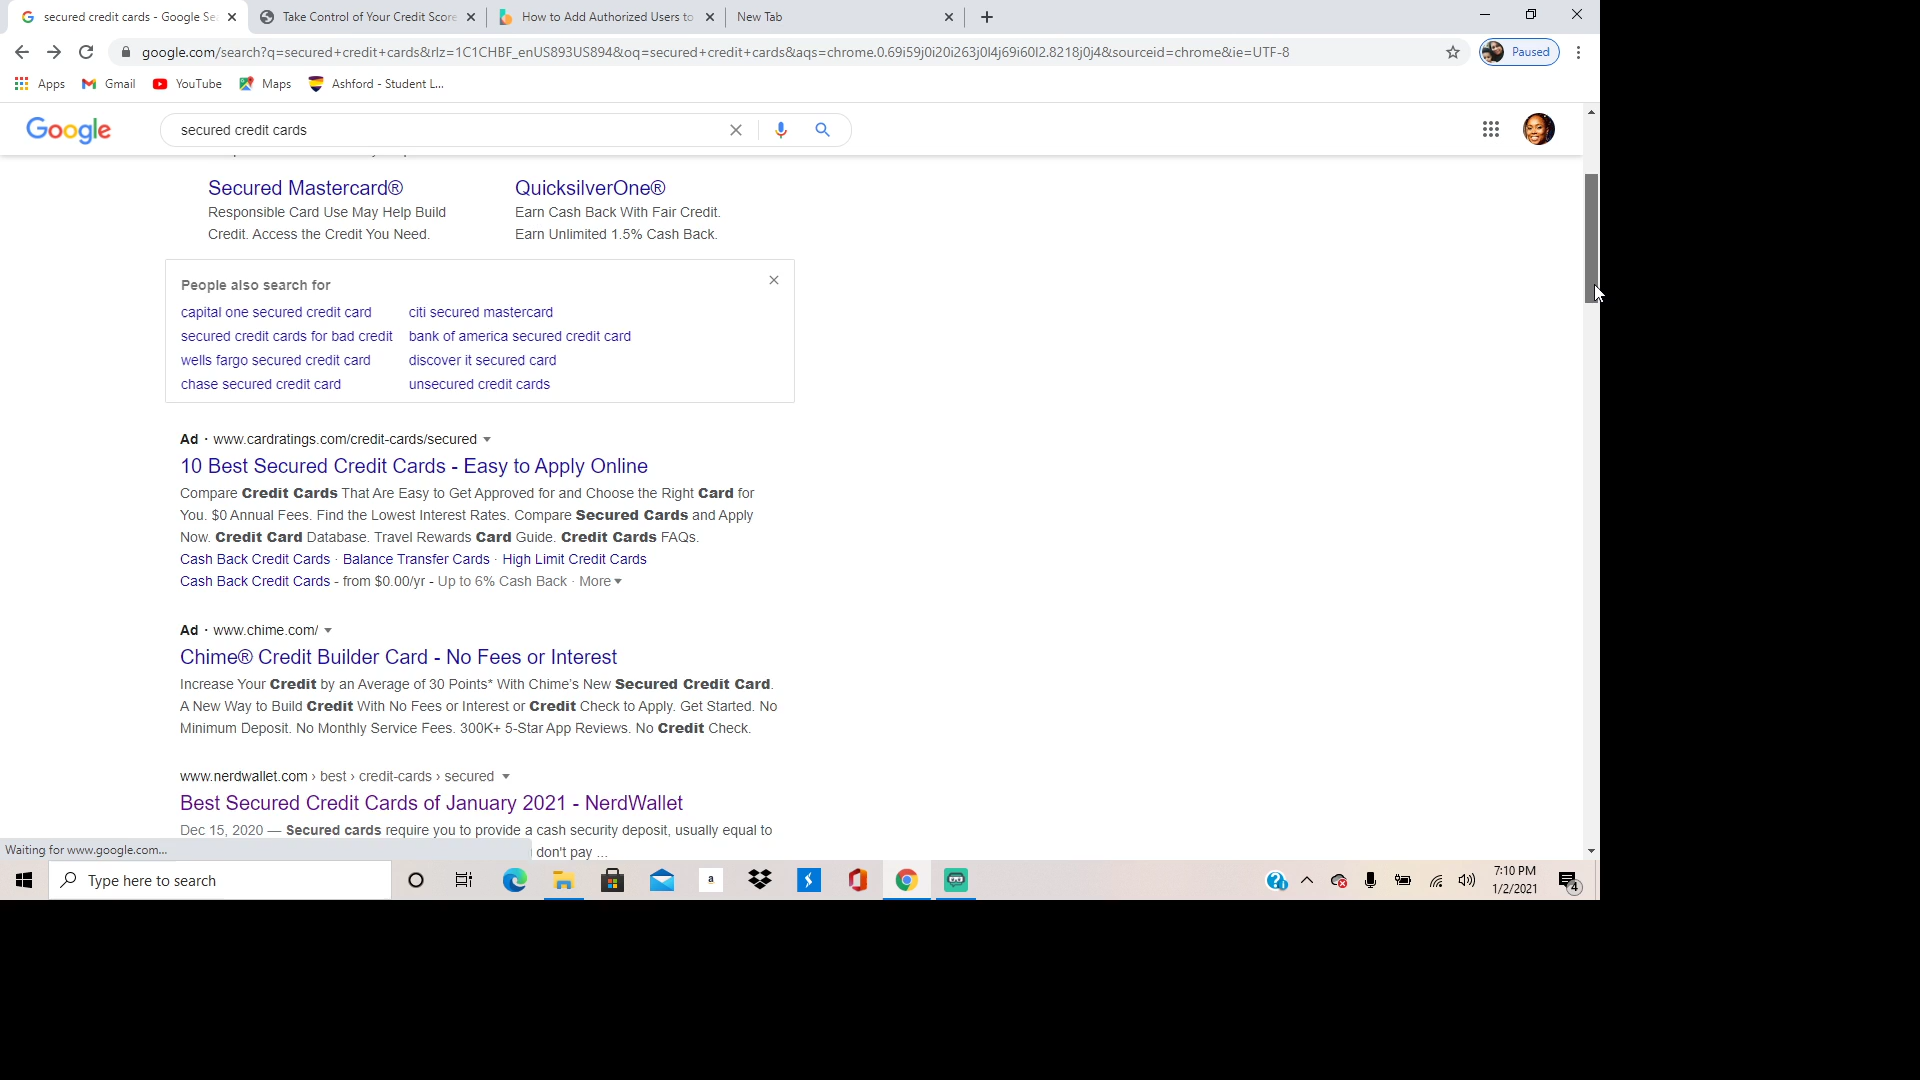 secured credit cards - Google Se
Take Control of Your Credit Score
How to Add Authorized Users to
New Tab
google.com/search?q=secured+credit+cards&rlz=1C1CHBF_enUS893US894&oq=secured+credit+cards&aqs=chrome.0.69i59j0i20i263j0l4j69i60l2.8218j0j4&sourceid=chrome&ie=UTF-8
Paused
Apps
Gmail
YouTube
Maps
Ashford - Student L...
Google
secured credit cards
Secured Mastercard®
QuicksilverOne®
Responsible Card Use May Help Build
Earn Cash Back With Fair Credit.
Credit. Access the Credit You Need.
Earn Unlimited 1.5% Cash Back.
People also search for
capital one secured credit card
citi secured mastercard
secured credit cards for bad credit
bank of america secured credit card
wells fargo secured credit card
discover it secured card
chase secured credit card
unsecured credit cards
Ad · www.cardratings.com/credit-cards/secured
10 Best Secured Credit Cards - Easy to Apply Online
Compare Credit Cards That Are Easy to Get Approved for and Choose the Right Card for
You. $0 Annual Fees. Find the Lowest Interest Rates. Compare Secured Cards and Apply
Now. Credit Card Database. Travel Rewards Card Guide. Credit Cards FAQs.
Cash Back Credit Cards · Balance Transfer Cards · High Limit Credit Cards
Cash Back Credit Cards - from $0.00/yr - Up to 6% Cash Back · More
Ad · www.chime.com/
Chime® Credit Builder Card - No Fees or Interest
Increase Your Credit by an Average of 30 Points* With Chime's New Secured Credit Card.
A New Way to Build Credit With No Fees or Interest or Credit Check to Apply. Get Started. No
Minimum Deposit. No Monthly Service Fees. 300K+ 5-Star App Reviews. No Credit Check.
www.nerdwallet.com › best › credit-cards › secured
Best Secured Credit Cards of January 2021 - NerdWallet
Dec 15, 2020 — Secured cards require you to provide a cash security deposit, usually equal to
don't pay ...
Waiting for www.google.com...
Type here to search
a
7:10 PM
1/2/2021
4